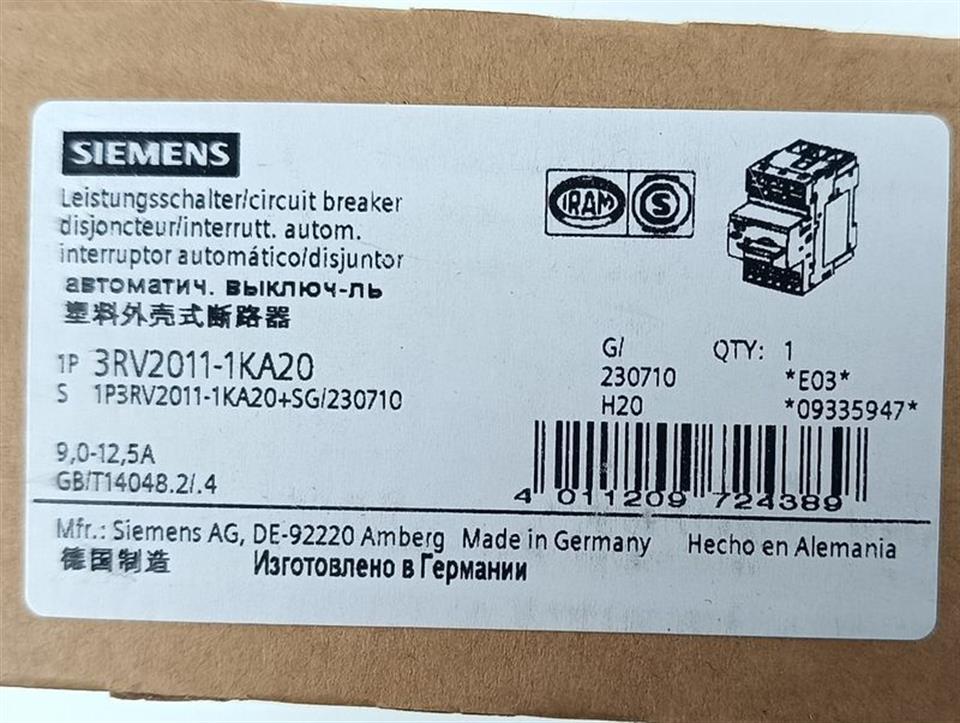 SIEMENS
Leistungsschalter/circuit breaker
disjoncteur/interrutt. autom.
interruptor automático/disjuntor
автоматич. выключ-ль
塑料外壳式断路器
IRAM S
1P 3RV2011-1KA20
S 1P3RV2011-1KA20+SG/230710
G/ QTY: 1
230710 *E03*
H20 *09335947*
9,0-12,5A
GB/T14048.2/.4
4 011209 724389
Mfr.: Siemens AG, DE-92220 Amberg Made in Germany Hecho en Alemania
德国制造 Изготовлено в Германии